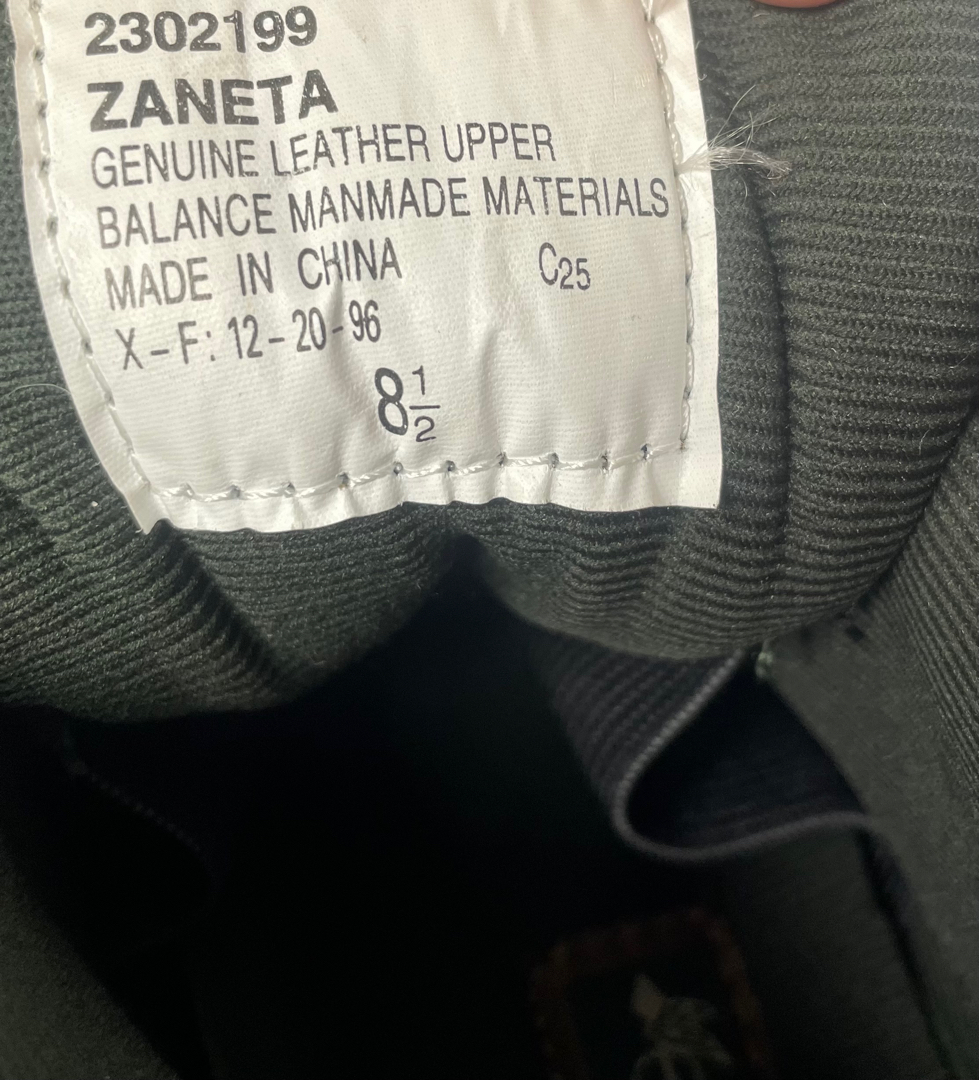 2302199
ZANETA
GENUINE LEATHER UPPER
BALANCE MANMADE MATERIALS
MADE IN CHINA C25
X-F: 12-20-96
8 1/2